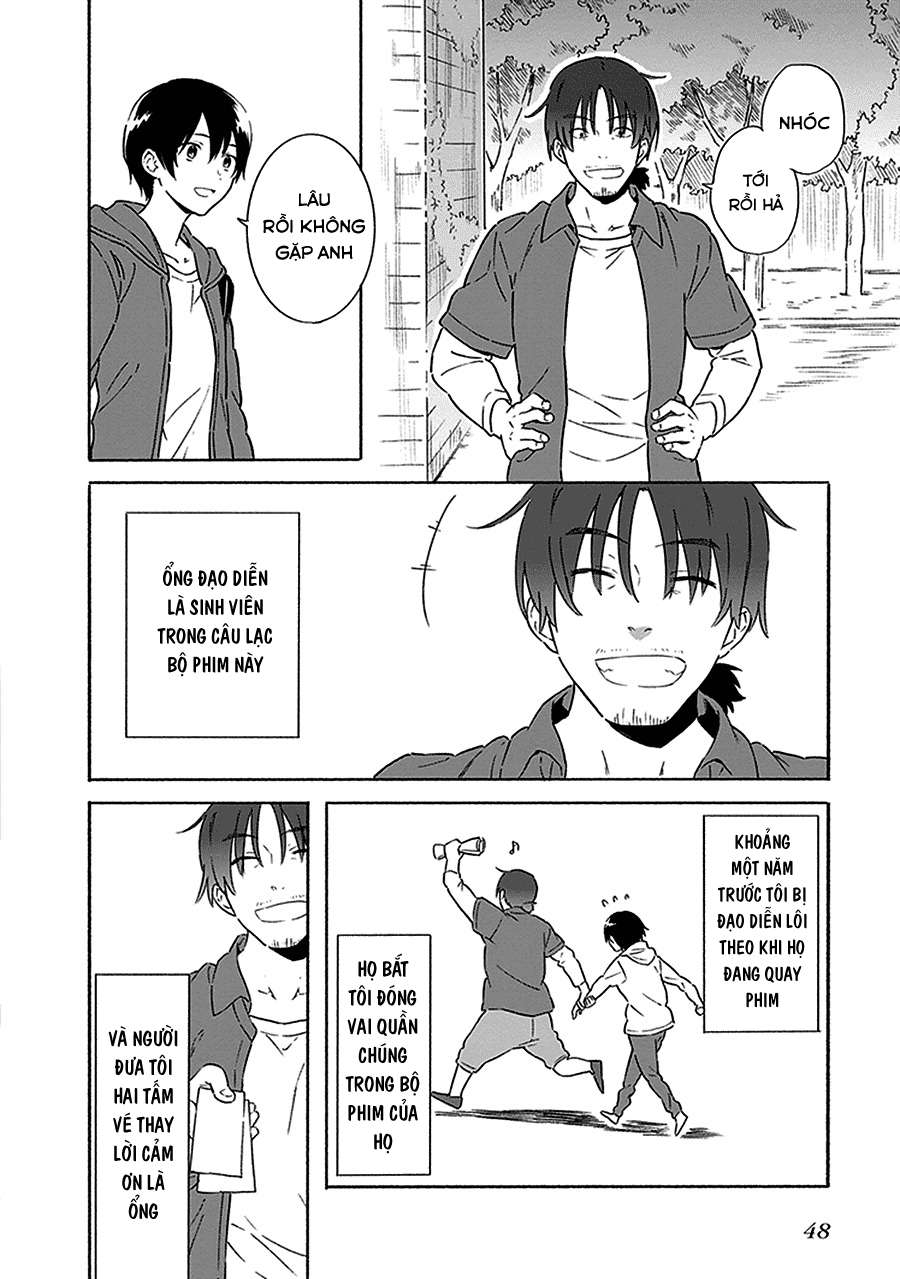 NHÓC
TỚI
RỒI HẢ
LÂU
RỒI KHÔNG
GẶP ANH
ỔNG ĐẠO DIỄN
LÀ SINH VIÊN
TRONG CÂU LẠC
BỘ PHIM NÀY
KHOẢNG
MỘT NĂM
TRƯỚC TÔI BỊ
ĐẠO DIỄN LÔI
THEO KHI HỌ
ĐANG QUAY
PHIM
HỌ BẮT
TÔI ĐÓNG
VAI QUẦN
CHÚNG
TRONG BỘ
PHIM CỦA
HỌ
VÀ NGƯỜI
ĐƯA TÔI
HAI TẤM
VÉ THAY
LỜI CẢM
ƠN LÀ
ỔNG
48